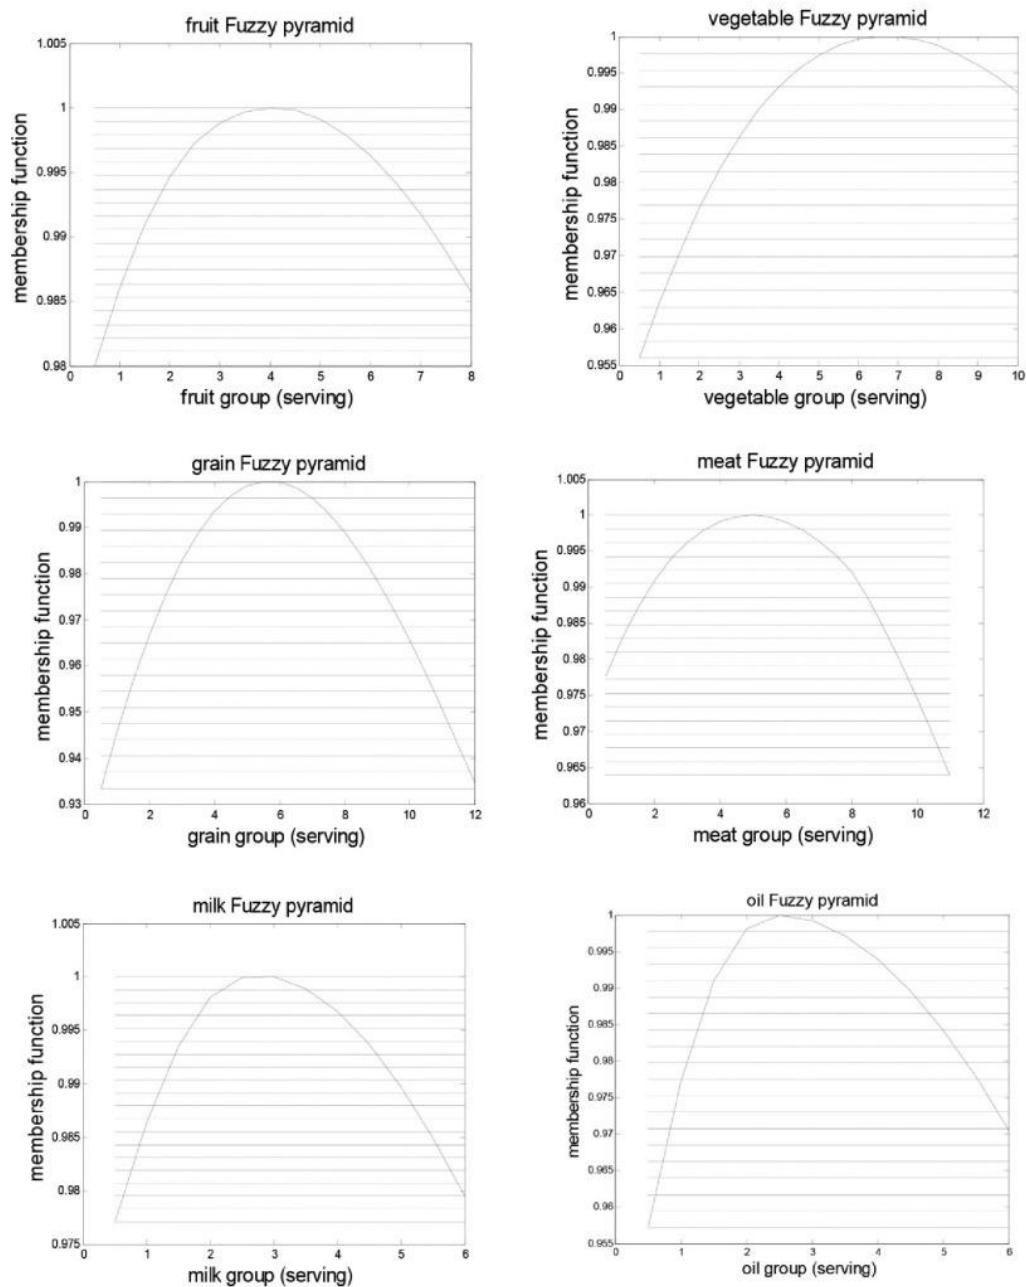 fruit Fuzzy pyramid
1.005
1
0.995
0.99
0.985
0.98
0 1 2 3 4 5 6 7 8
membership function
fruit group (serving)
vegetable Fuzzy pyramid
1
0.995
0.99
0.985
0.98
0.975
0.97
0.965
0.96
0.955
0 1 2 3 4 5 6 7 8 9 10
membership function
vegetable group (serving)
grain Fuzzy pyramid
1
0.99
0.98
0.97
0.96
0.95
0.94
0.93
0 2 4 6 8 10 12
membership function
grain group (serving)
meat Fuzzy pyramid
1.005
1
0.995
0.99
0.985
0.98
0.975
0.97
0.965
0.96
0 2 4 6 8 10 12
membership function
meat group (serving)
milk Fuzzy pyramid
1.005
1
0.995
0.99
0.985
0.98
0.975
0 1 2 3 4 5 6
membership function
milk group (serving)
oil Fuzzy pyramid
1
0.995
0.99
0.985
0.98
0.975
0.97
0.965
0.96
0.955
0 1 2 3 4 5 6
membership function
oil group (serving)